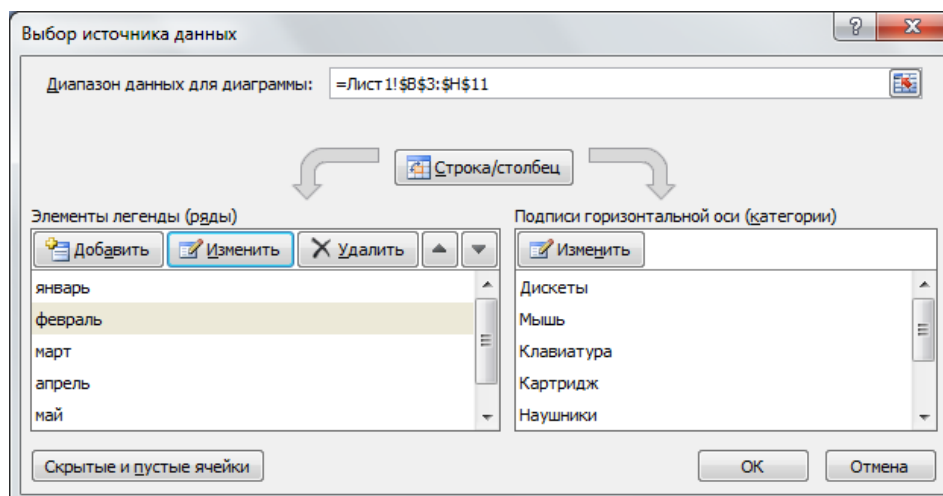 Выбор источника данных
Диапазон данных для диаграммы: =Лист1!$B$3:$H$11
Строка/столбец
Элементы легенды (ряды)
Добавить Изменить Удалить
январь
февраль
март
апрель
май
Подписи горизонтальной оси (категории)
Изменить
Дискеты
Мышь
Клавиатура
Картридж
Наушники
Скрытые и пустые ячейки
ОК Отмена